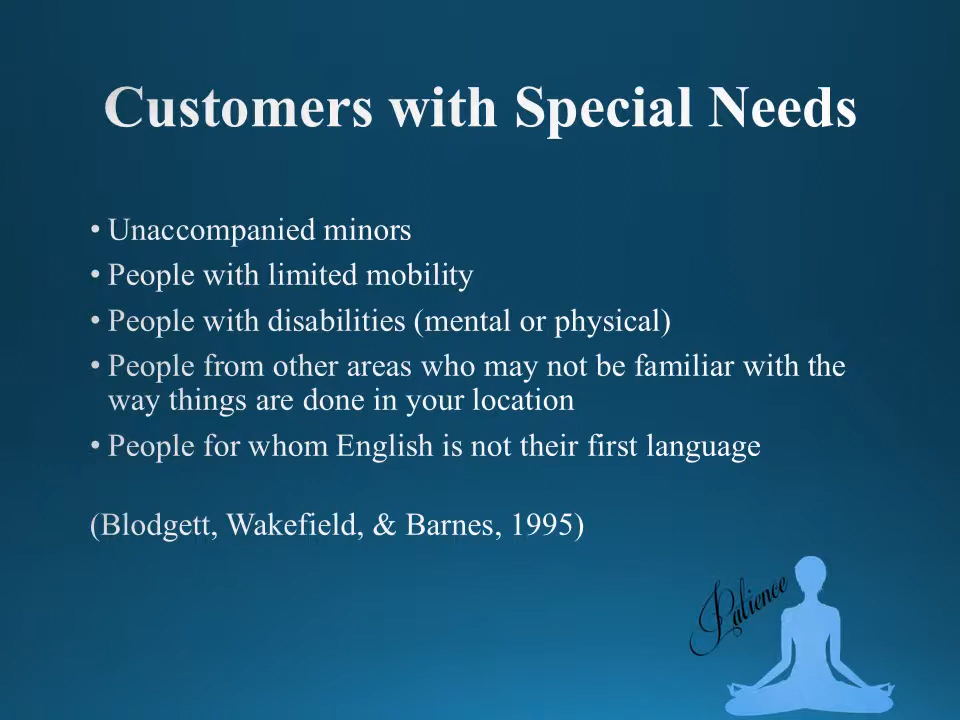 Customers with Special Needs
• Unaccompanied minors
• People with limited mobility
• People with disabilities (mental or physical)
• People from other areas who may not be familiar with the
way things are done in your location
• People for whom English is not their first language
(Blodgett, Wakefield, & Barnes, 1995)
Patience